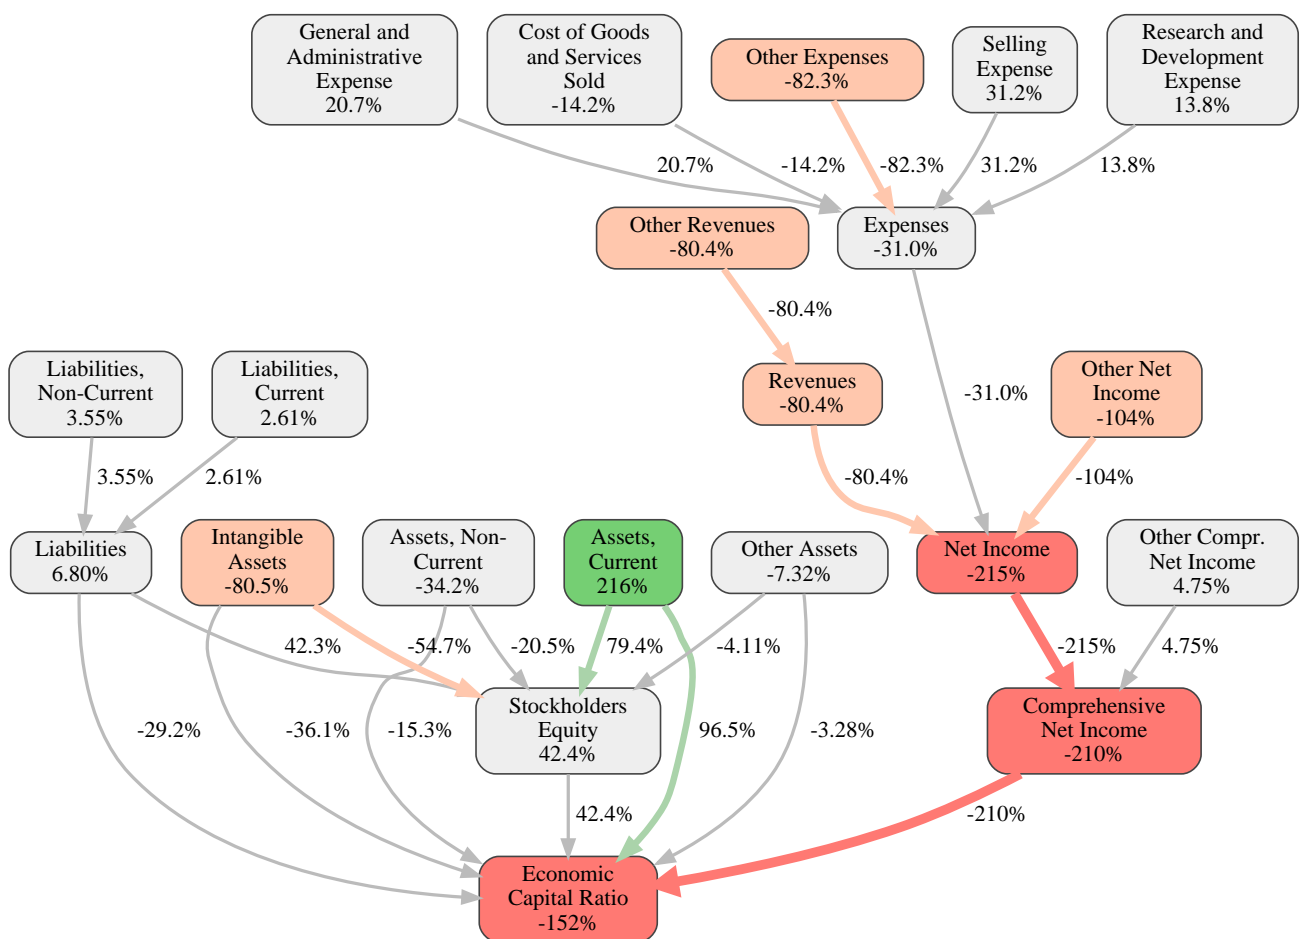 General and
Administrative
Expense
20.7%
Cost of Goods
and Services
Sold
-14.2%
Other Expenses
-82.3%
Selling
Expense
31.2%
Research and
Development
Expense
13.8%
20.7%
-14.2%
-82.3%
31.2%
13.8%
Other Revenues
-80.4%
Expenses
-31.0%
-80.4%
Liabilities,
Non-Current
3.55%
Liabilities,
Current
2.61%
Revenues
-80.4%
-31.0%
Other Net
Income
-104%
3.55%
2.61%
-80.4%
-104%
Liabilities
6.80%
Intangible
Assets
-80.5%
Assets, Non-
Current
-34.2%
Assets,
Current
216%
Other Assets
-7.32%
Net Income
-215%
Other Compr.
Net Income
4.75%
42.3%
-54.7%
-20.5%
79.4%
-4.11%
-215%
4.75%
-29.2%
-36.1%
-15.3%
Stockholders
Equity
42.4%
96.5%
-3.28%
Comprehensive
Net Income
-210%
42.4%
-210%
Economic
Capital Ratio
-152%